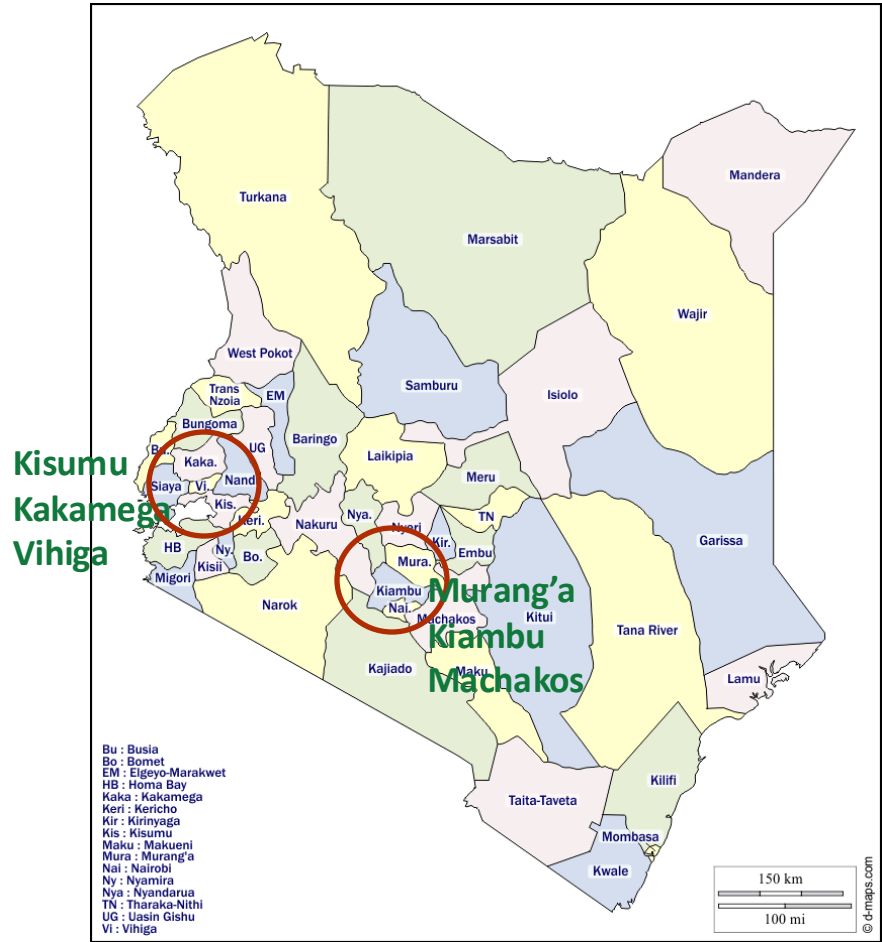 Turkana
Mandera
Marsabit
Wajir
West Pokot
Samburu
Isiolo
Trans
Nzoia
EM
Bungoma
UG
Baringo
Bu.
Laikipia
Kaka.
Meru
Siaya
Vi.
Nandi
Kis.
Keri.
Nakuru
Nya.
Nyeri
TN
Kir.
Embu
Garissa
HB
Ny.
Kisii
Bo.
Migori
Mura.
Kiambu
Nai.
Machakos
Narok
Kitui
Tana River
Kajiado
Maku.
Lamu
Kilifi
Taita-Taveta
Mombasa
Kwale
Kisumu
Kakamega
Vihiga
Murang’a
Kiambu
Machakos
Bu : Busia
Bo : Bomet
EM : Elgeyo-Marakwet
HB : Homa Bay
Kaka : Kakamega
Keri : Kericho
Kir : Kirinyaga
Kis : Kisumu
Maku : Makueni
Mura : Murang'a
Nai : Nairobi
Ny : Nyamira
Nya : Nyandarua
TN : Tharaka-Nithi
UG : Uasin Gishu
Vi : Vihiga
150 km
100 mi
© d-maps.com